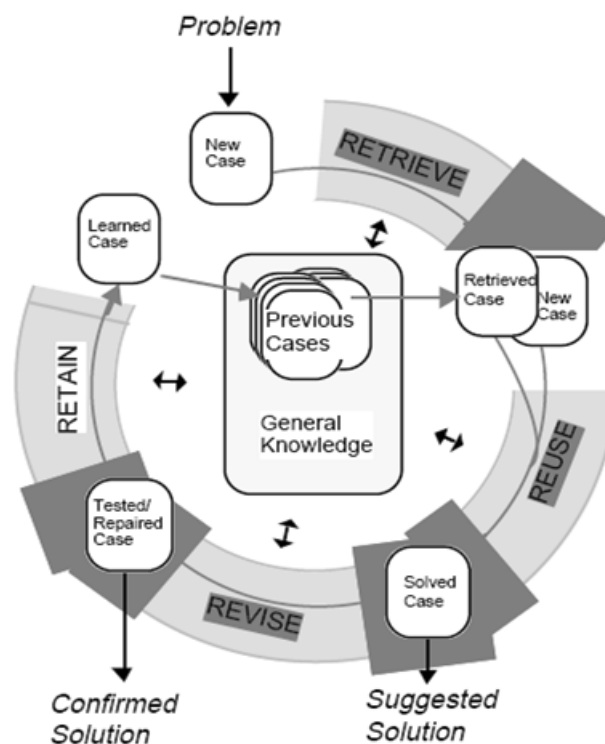 Problem
New
Case
RETRIEVE
Learned
Case
Retrieved
Case
New
Case
Previous
Cases
General
Knowledge
RETAIN
REUSE
Tested/
Repaired
Case
Solved
Case
REVISE
Confirmed
Solution
Suggested
Solution